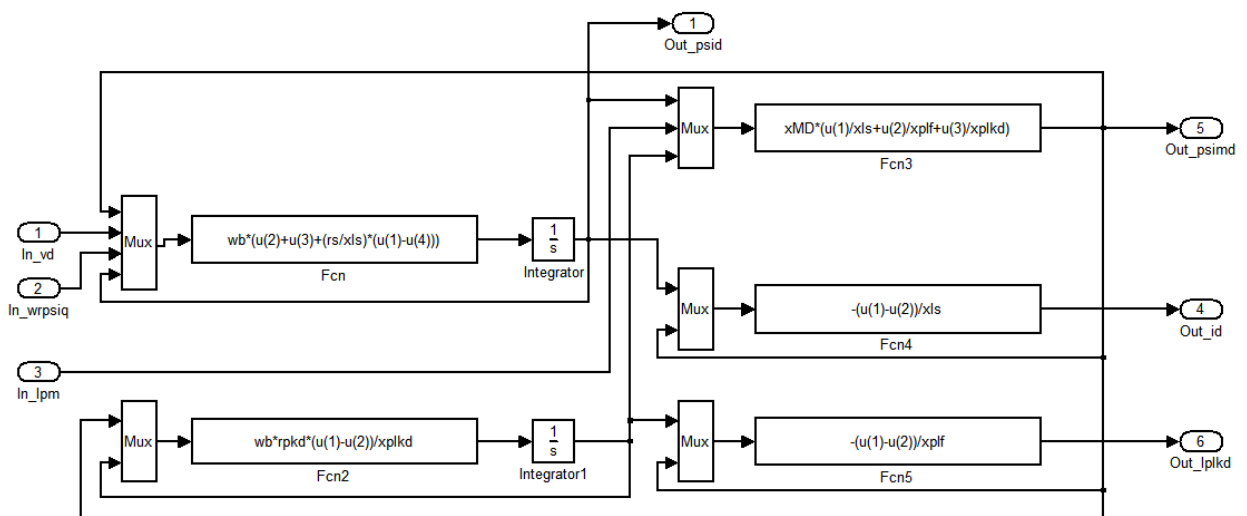 1
Out_psid
Mux
xMD*(u(1)/xls+u(2)/xplf+u(3)/xplkd)
Fcn3
5
Out_psimd
1
In_vd
2
In_wrpsiq
Mux
wb*(u(2)+u(3)+(rs/xls)*(u(1)-u(4)))
Fcn
1
s
Integrator
Mux
-(u(1)-u(2))/xls
Fcn4
4
Out_id
3
In_Ipm
Mux
wb*rpkd*(u(1)-u(2))/xplkd
Fcn2
1
s
Integrator1
Mux
-(u(1)-u(2))/xplf
Fcn5
6
Out_Iplkd